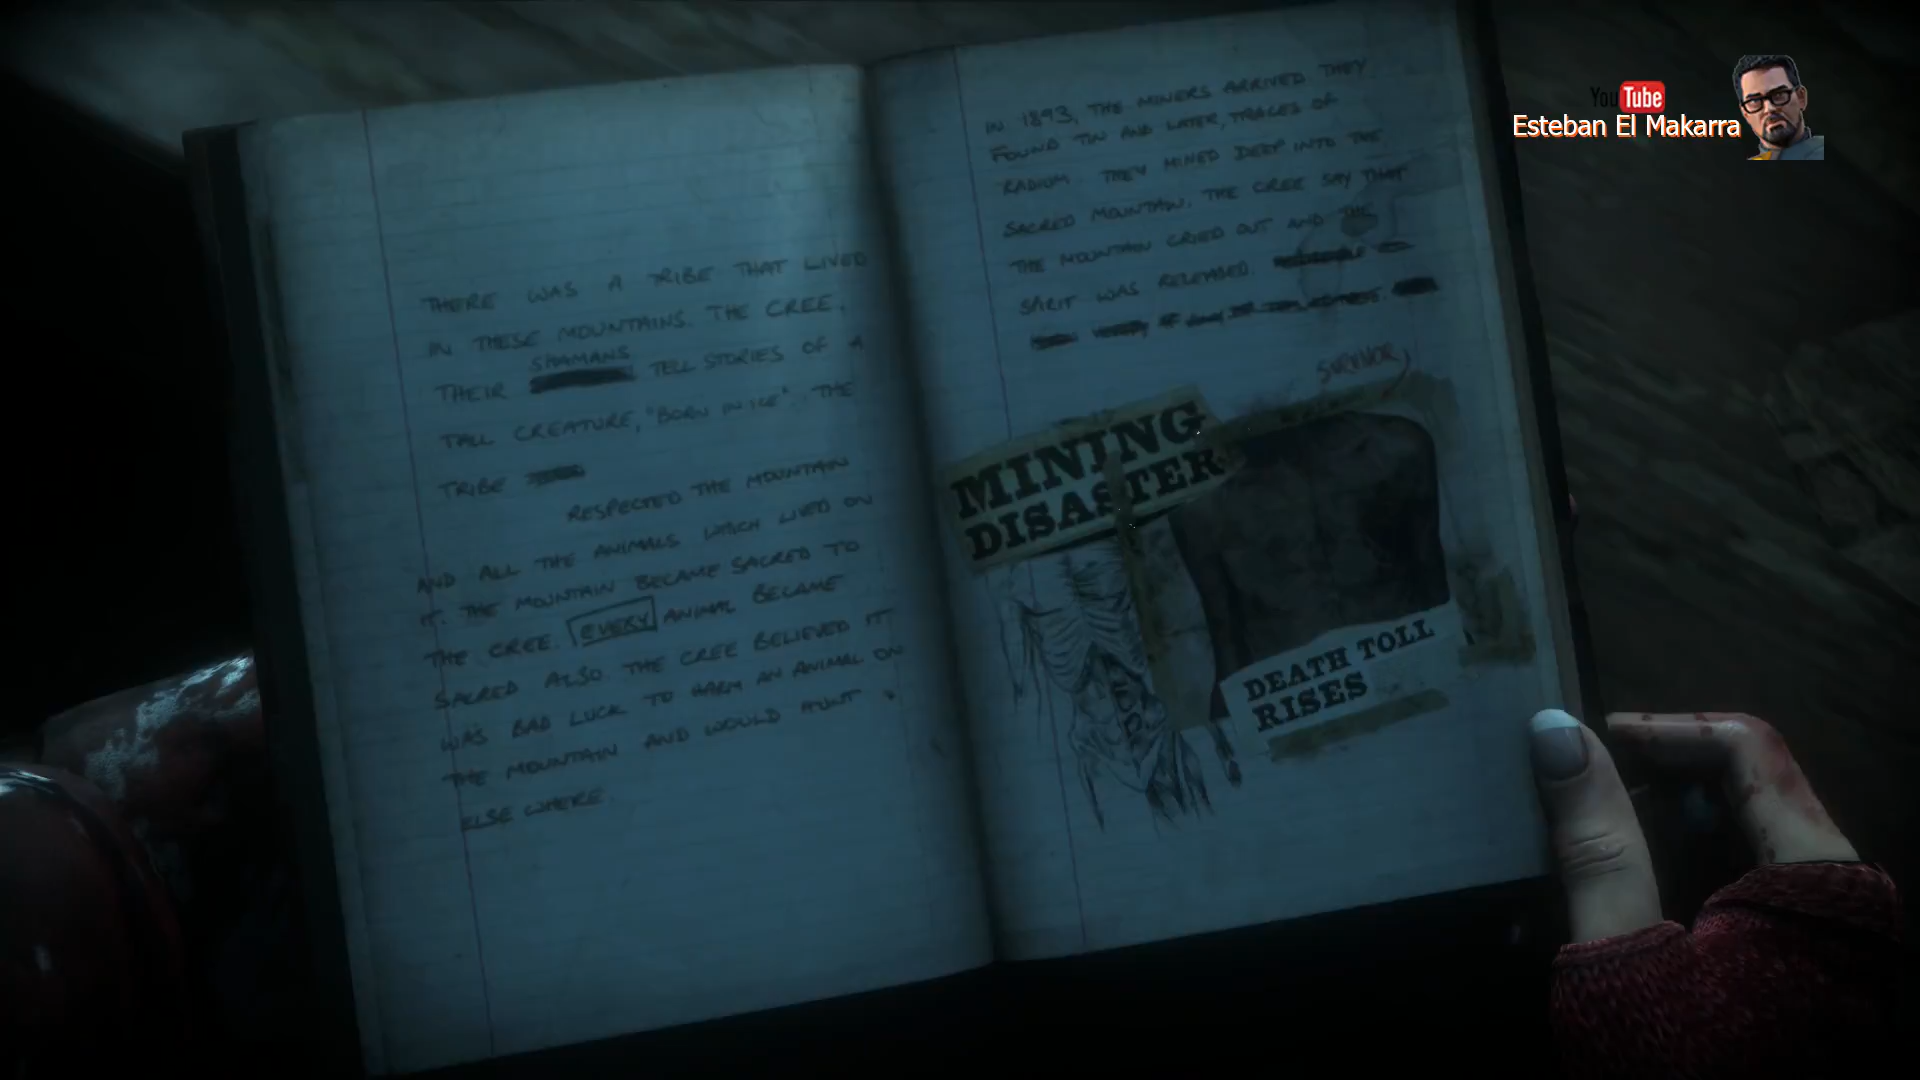 THERE WAS A TRIBE THAT LIVED
IN THESE MOUNTAINS. THE CREE.
SHAMANS
THEIR TELL STORIES OF A
TALL CREATURE, "BORN IN ICE". THE
TRIBE
RESPECTED THE MOUNTAIN
AND ALL THE ANIMALS WHICH LIVED ON
IT. THE MOUNTAIN BECAME SACRED TO
THE CREE. EVERY ANIMAL BECAME
SACRED ALSO. THE CREE BELIEVED IT
WAS BAD LUCK TO HARM AN ANIMAL ON
THE MOUNTAIN AND WOULD HUNT
ELSE WHERE.
IN 1893, THE MINERS ARRIVED THEY
FOUND TIN AND LATER, TRACES OF
RADIUM THEY MINED DEEP INTO THE
SACRED MOUNTAIN. THE CREE SAY THAT
THE MOUNTAIN CRIED OUT AND THE
SPIRIT WAS RELEASED.
SURVIVOR
MINING
DISASTER
DEATH TOLL
RISES
YouTube
Esteban El Makarra